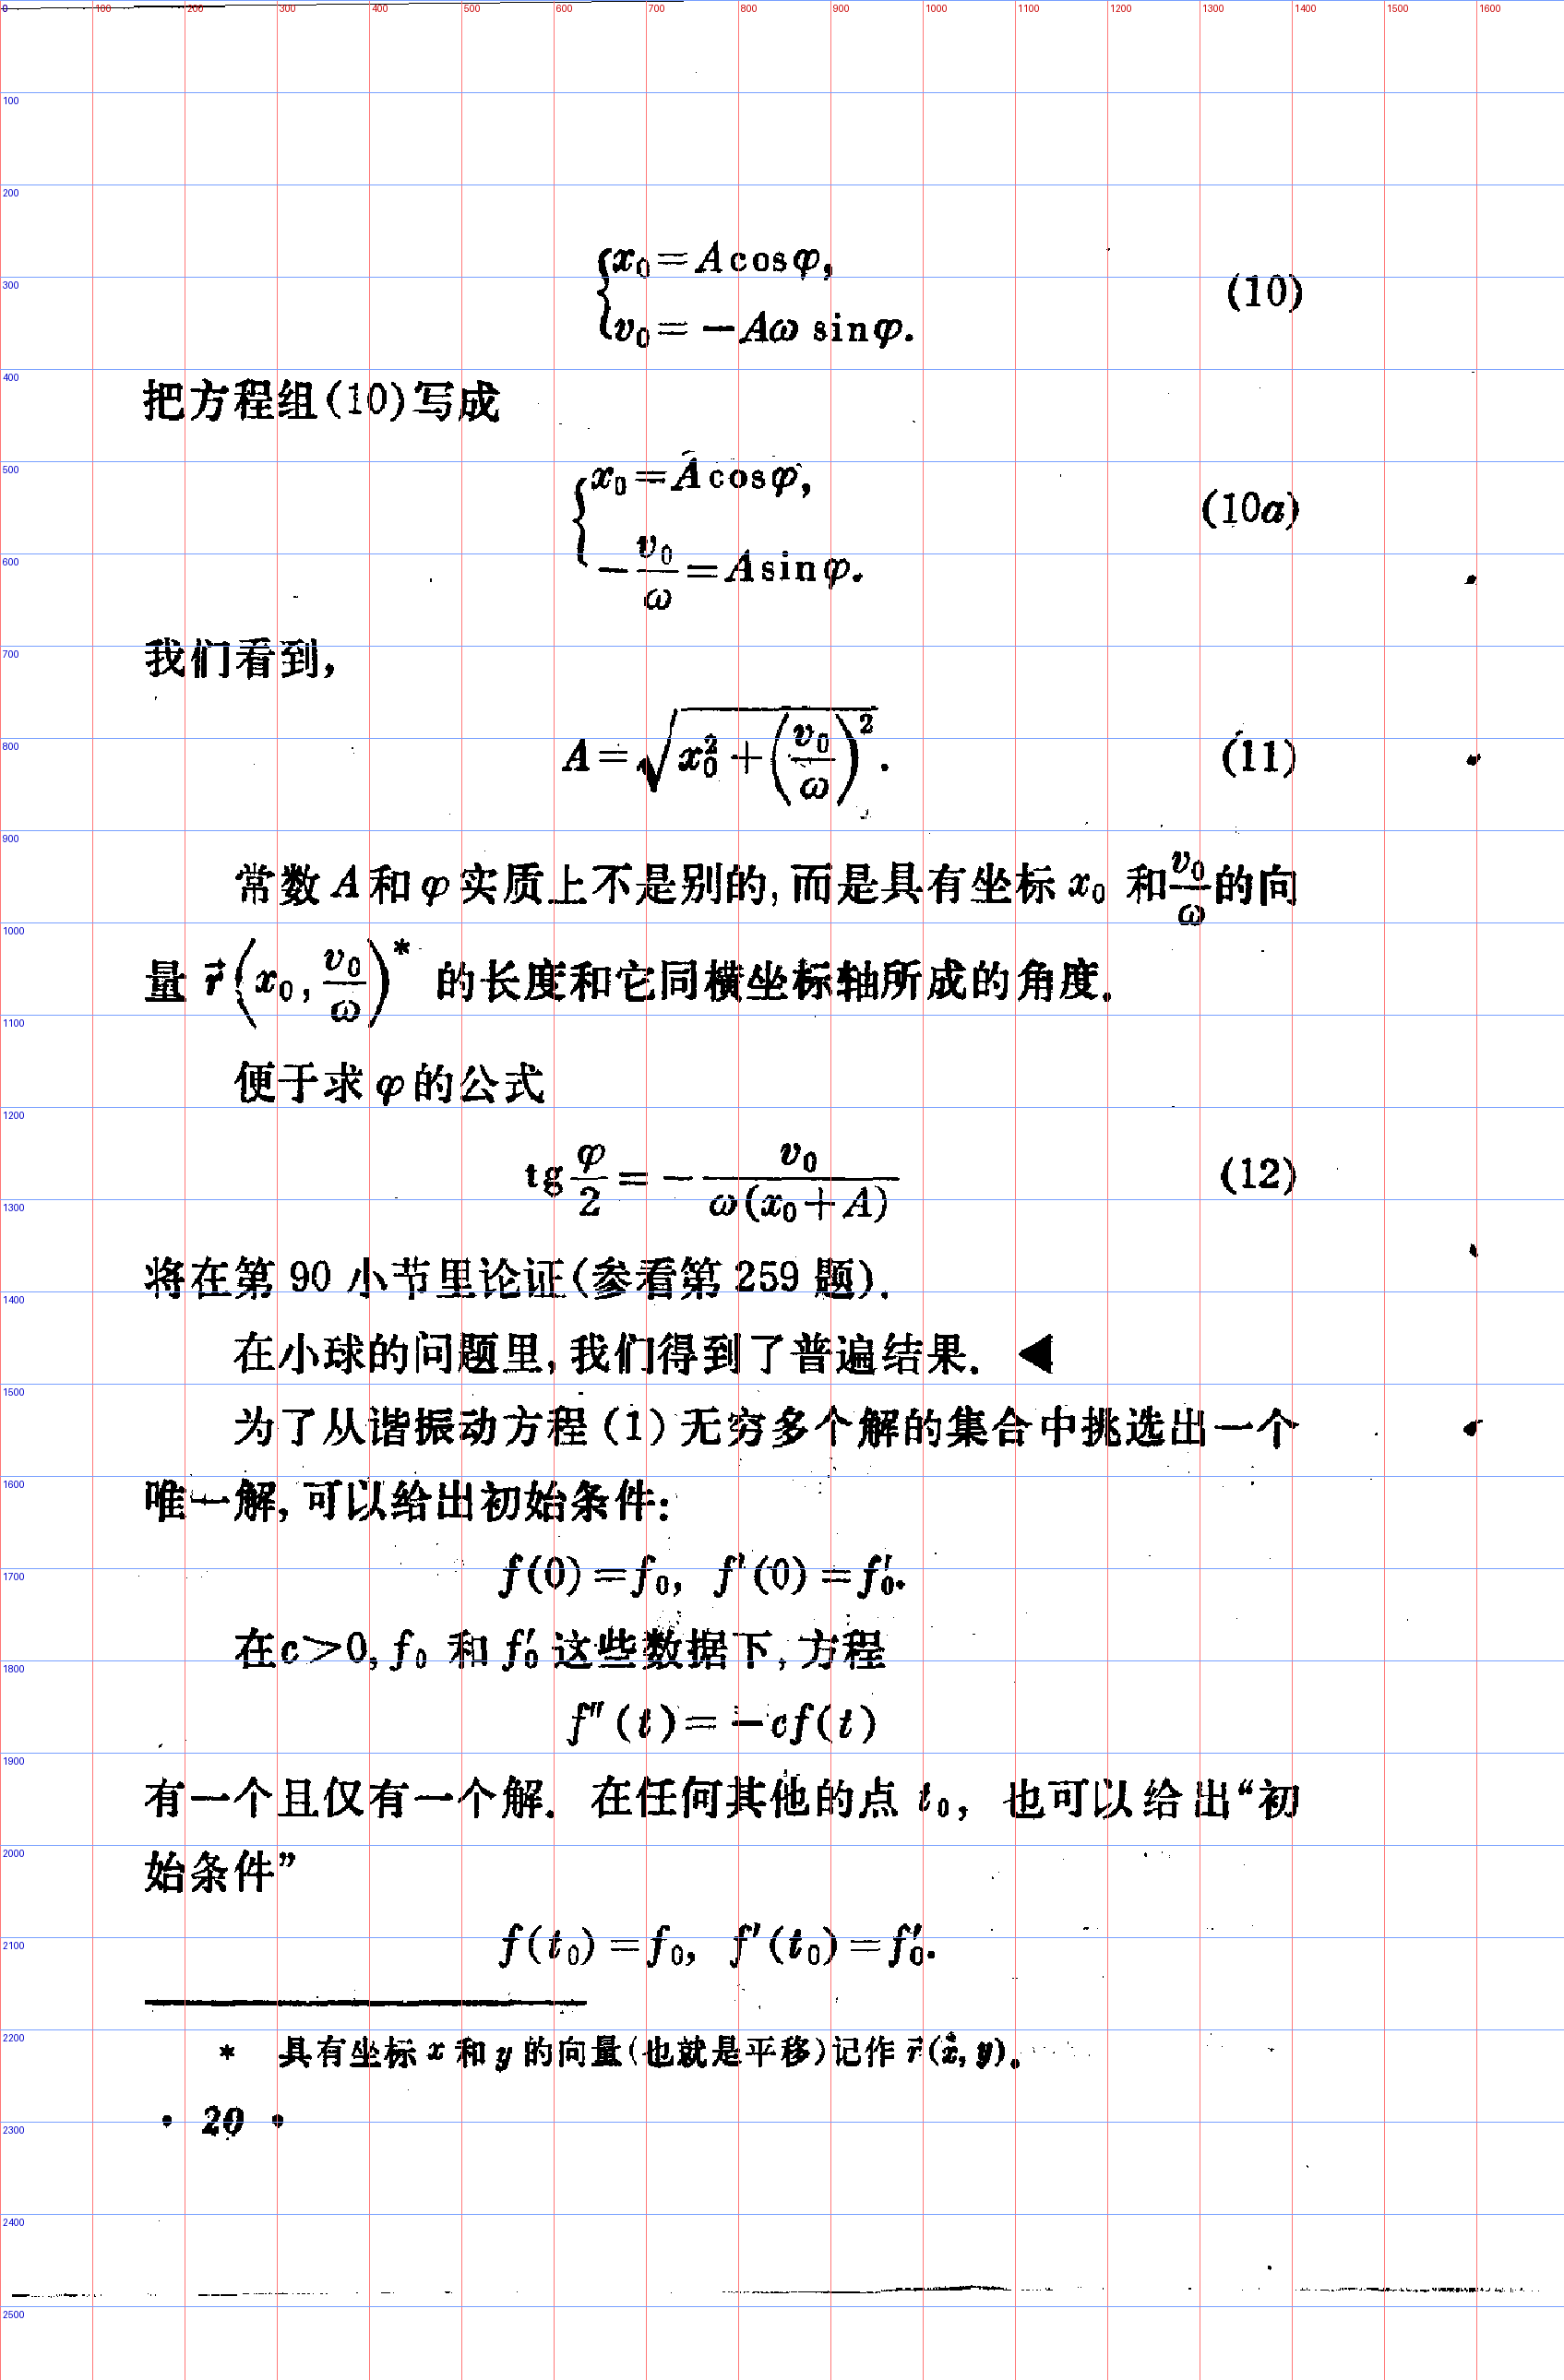 {x₀ = A cos φ,
v₀ = −Aω sin φ. (10)
把方程组(10)写成
{x₀ = A cos φ,
−v₀/ω = A sin φ. (10a)
我们看到,
A = √(x₀² + (v₀/ω)²). (11)
常数 A 和 φ 实质上不是别的, 而是具有坐标 x₀ 和 v₀/ω 的向
量 r⃗(x₀, v₀/ω)* 的长度和它同横坐标轴所成的角度.
便于求 φ 的公式
tg φ/2 = − v₀/(ω(x₀ + A)) (12)
将在第 90 小节里论证(参看第 259 题).
在小球的问题里, 我们得到了普遍结果. ◀
为了从谐振动方程 (1) 无穷多个解的集合中挑选出一个
唯一解, 可以给出初始条件:
f(0) = f₀, f′(0) = f₀′.
在 c > 0, f₀ 和 f₀′ 这些数据下, 方程
f″(t) = −cf(t)
有一个且仅有一个解. 在任何其他的点 t₀, 也可以给出“初
始条件”
f(t₀) = f₀, f′(t₀) = f₀′.
* 具有坐标 x 和 y 的向量(也就是平移)记作 r⃗(x, y)。
• 20 •